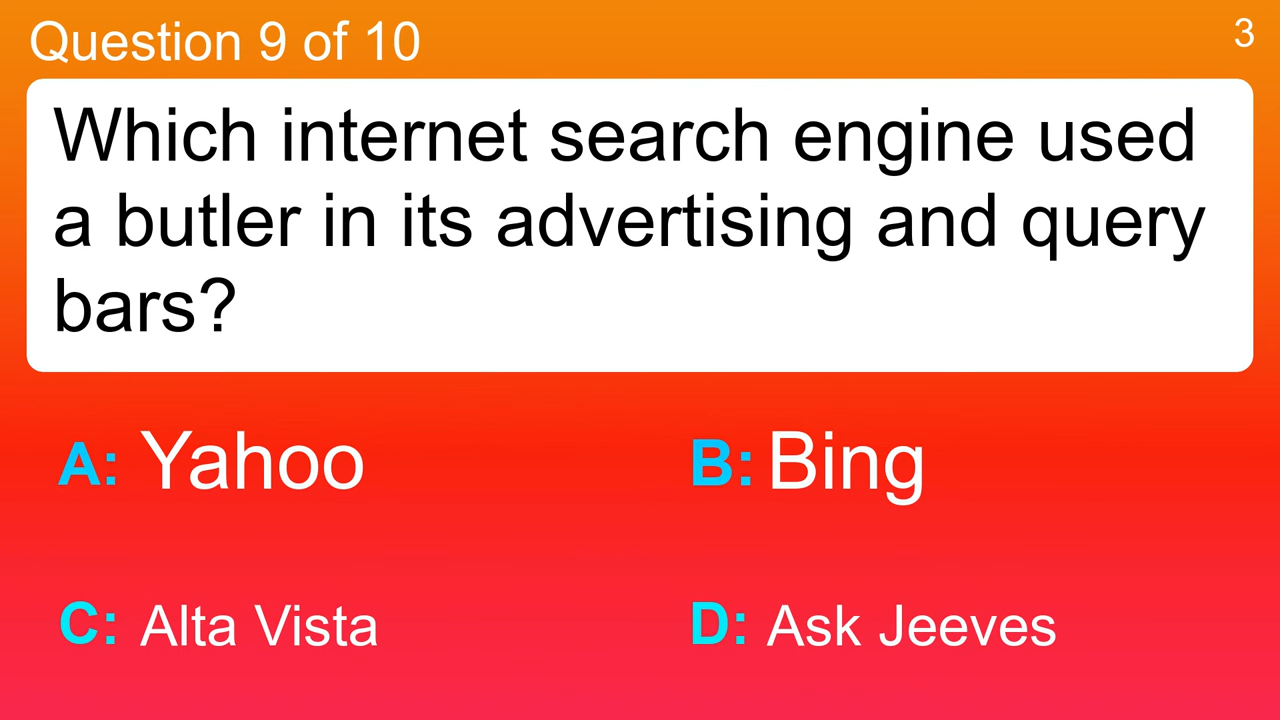 Question 9 of 10
3
Which internet search engine used
a butler in its advertising and query
bars?
A: Yahoo
B: Bing
C: Alta Vista
D: Ask Jeeves